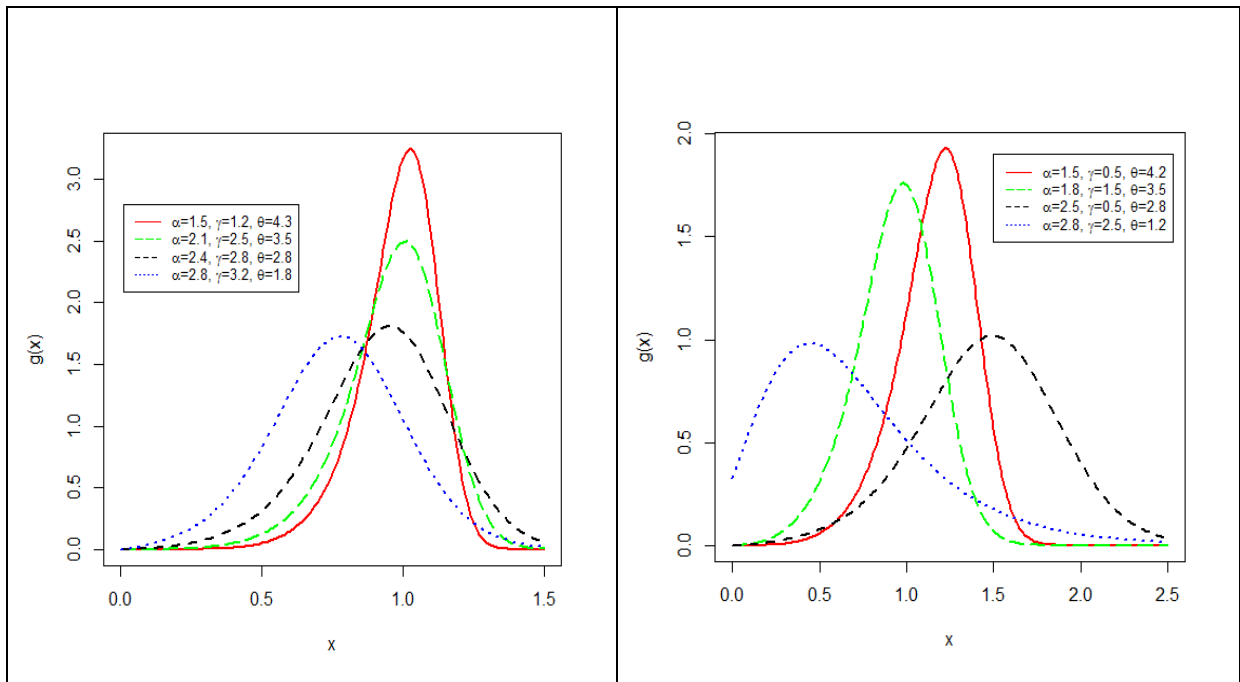 g(x)
3.0
2.5
2.0
1.5
1.0
0.5
0.0
α=1.5, γ=1.2, θ=4.3
α=2.1, γ=2.5, θ=3.5
α=2.4, γ=2.8, θ=2.8
α=2.8, γ=3.2, θ=1.8
0.0 0.5 1.0 1.5
x
g(x)
2.0
1.5
1.0
0.5
0.0
α=1.5, γ=0.5, θ=4.2
α=1.8, γ=1.5, θ=3.5
α=2.5, γ=0.5, θ=2.8
α=2.8, γ=2.5, θ=1.2
0.0 0.5 1.0 1.5 2.0 2.5
x